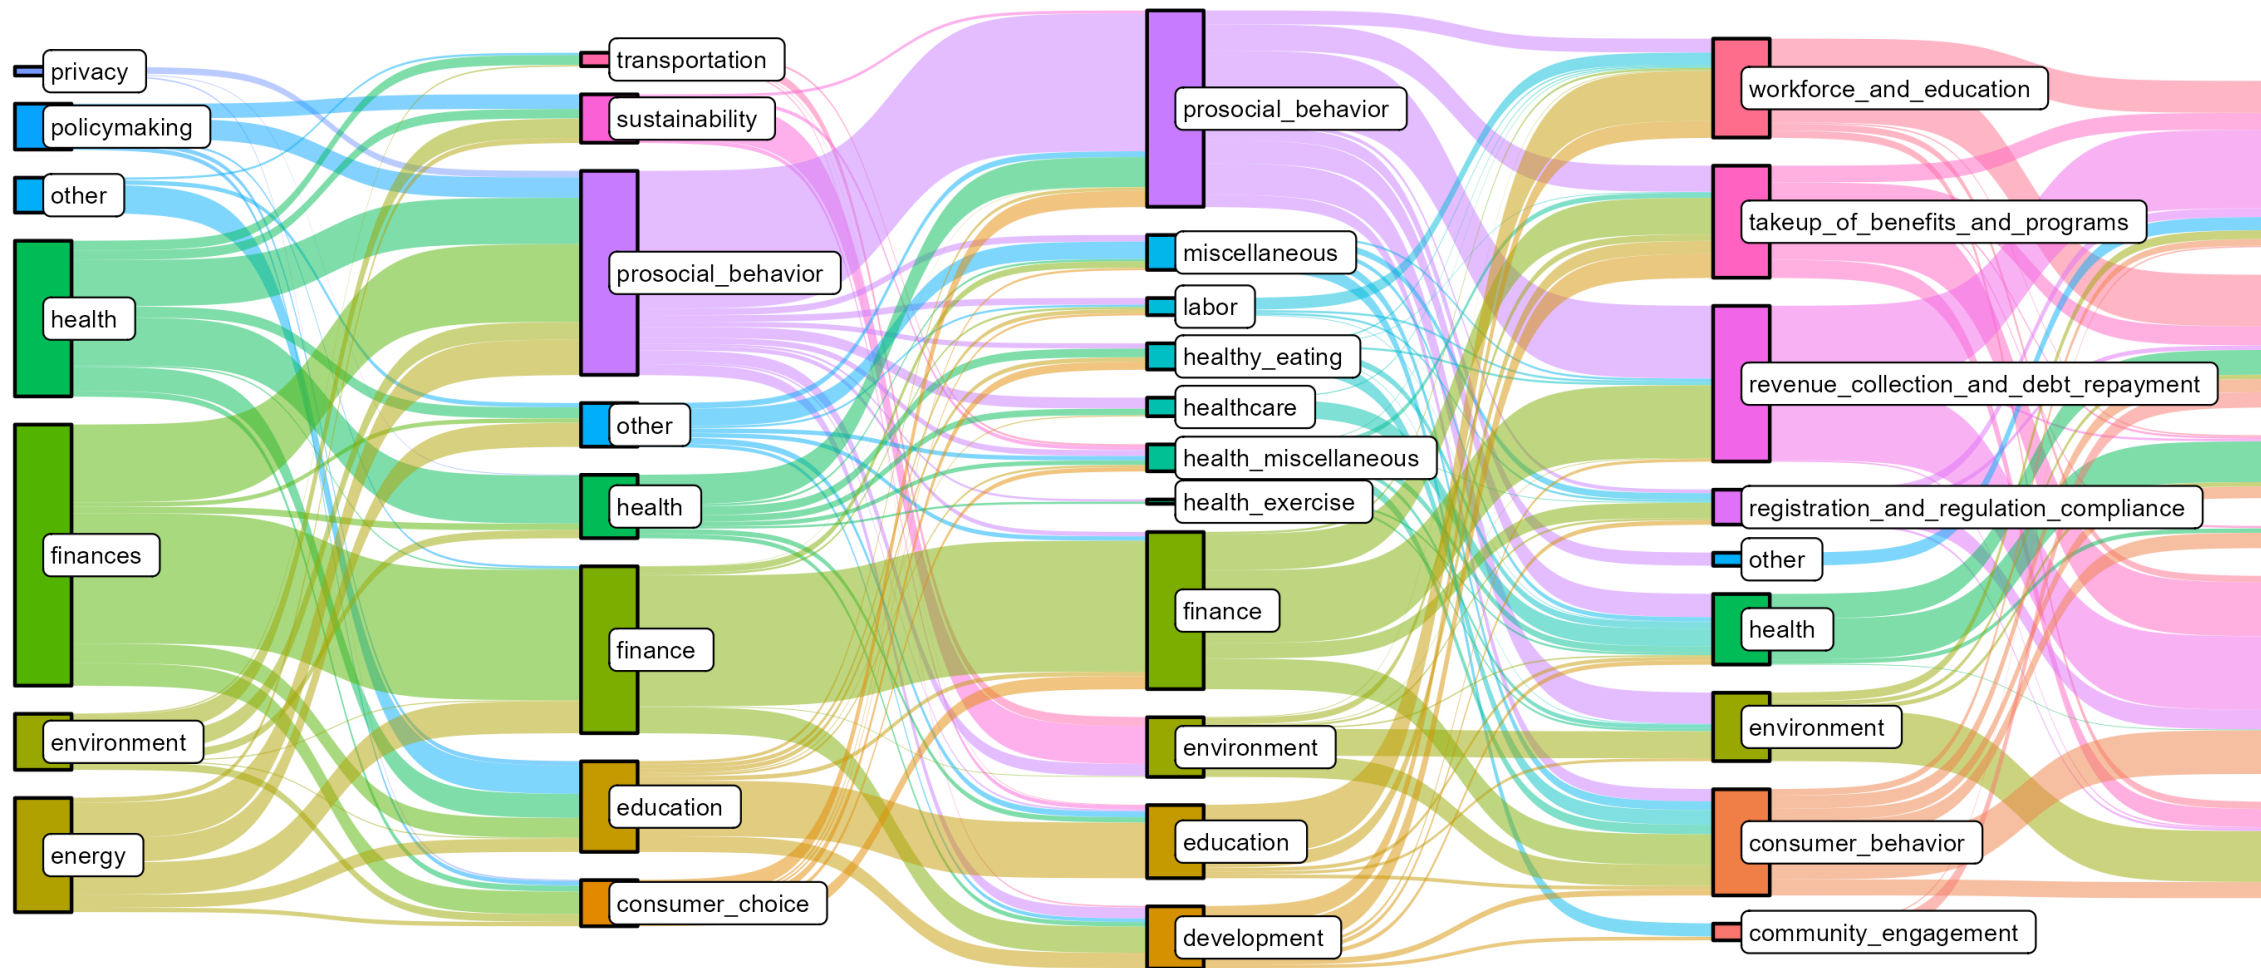 privacy
policymaking
other
health
finances
environment
energy
transportation
sustainability
prosocial_behavior
other
health
finance
education
consumer_choice
prosocial_behavior
miscellaneous
labor
healthy_eating
healthcare
health_miscellaneous
health_exercise
finance
environment
education
development
workforce_and_education
takeup_of_benefits_and_programs
revenue_collection_and_debt_repayment
registration_and_regulation_compliance
other
health
environment
consumer_behavior
community_engagement